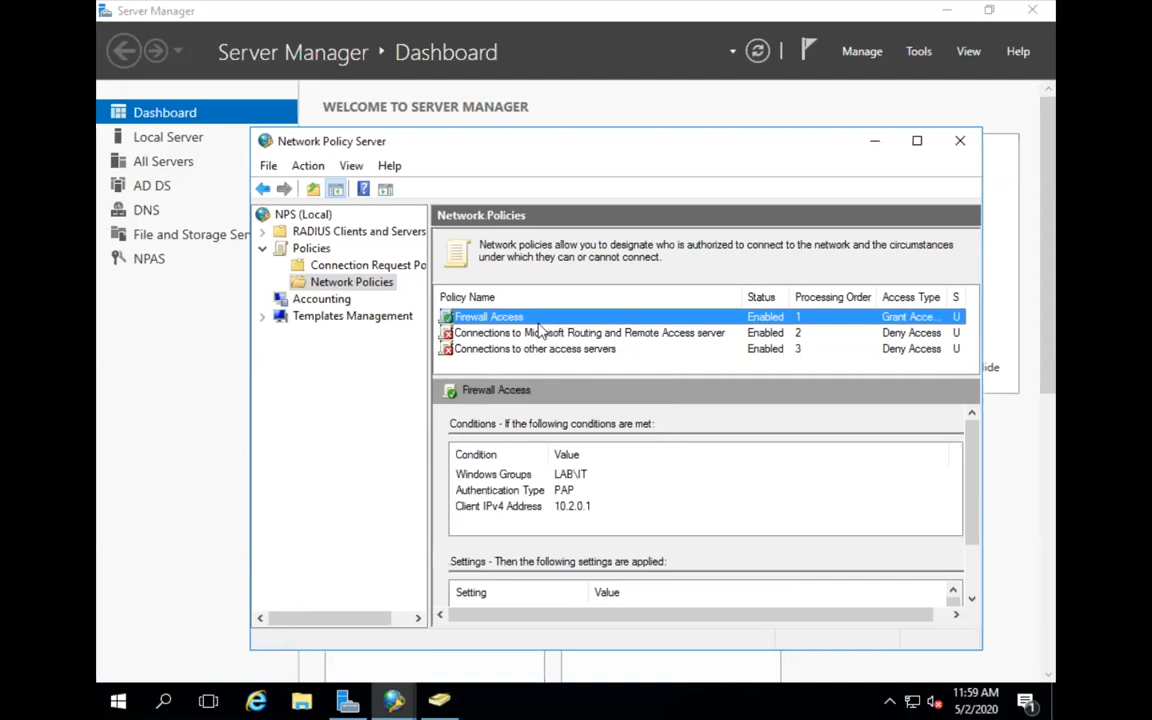 Server Manager
Server Manager ‣ Dashboard
Manage Tools View Help
Dashboard
Local Server
All Servers
AD DS
DNS
File and Storage Ser
NPAS
WELCOME TO SERVER MANAGER
Network Policy Server
File Action View Help
NPS (Local)
RADIUS Clients and Servers
Policies
Connection Request Po
Network Policies
Accounting
Templates Management
Network Policies
Network policies allow you to designate who is authorized to connect to the network and the circumstances
under which they can or cannot connect.
Policy Name Status Processing Order Access Type S
Firewall Access Enabled 1 Grant Acce... U
Connections to Microsoft Routing and Remote Access server Enabled 2 Deny Access U
Connections to other access servers Enabled 3 Deny Access U
Firewall Access
Conditions - If the following conditions are met:
Condition Value
Windows Groups LAB\IT
Authentication Type PAP
Client IPv4 Address 10.2.0.1
Settings - Then the following settings are applied:
Setting Value
ide
11:59 AM
5/2/2020
1